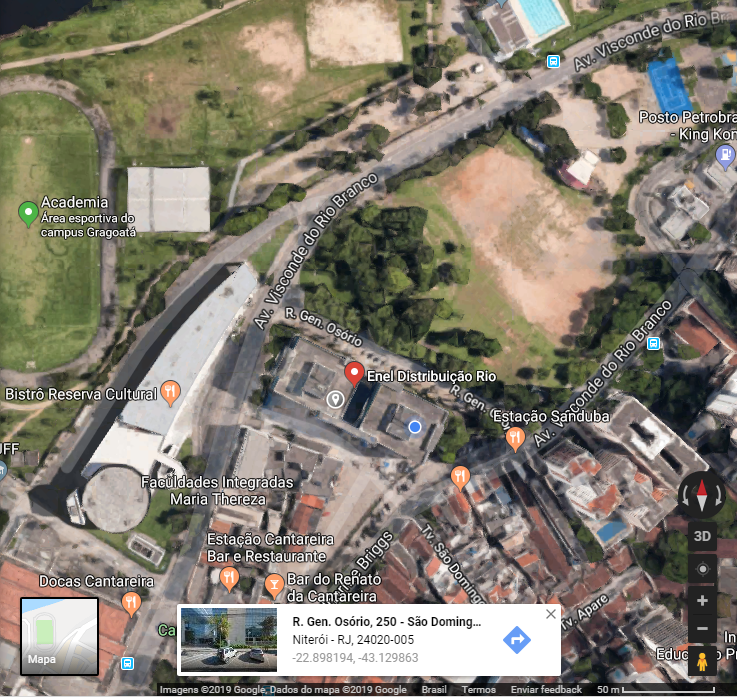 Av. Visconde do Rio Bra
Posto Petrobra
- King Kon
Academia
Área esportiva do
campus Gragoatá
Av. Visconde do Rio Branco
R. Gen. Osório
Av. Visconde do Rio Branco
Enel Distribuição Rio
Bistrô Reserva Cultural
R. Gen.
Estação Sanduba
UFF
Faculdades Integradas
Maria Thereza
3D
Estação Cantareira
Bar e Restaurante
Briggs
Tv. São Doming
Docas Cantareira
Bar do Renato
da Cantareira
Tv. Apare
Mapa
Ca
R. Gen. Osório, 250 - São Doming...
Niterói - RJ, 24020-005
-22.898194, -43.129863
In
Educ
Pr
Imagens ©2019 Google, Dados do mapa ©2019 Google
Brasil
Termos
Enviar feedback
50 m